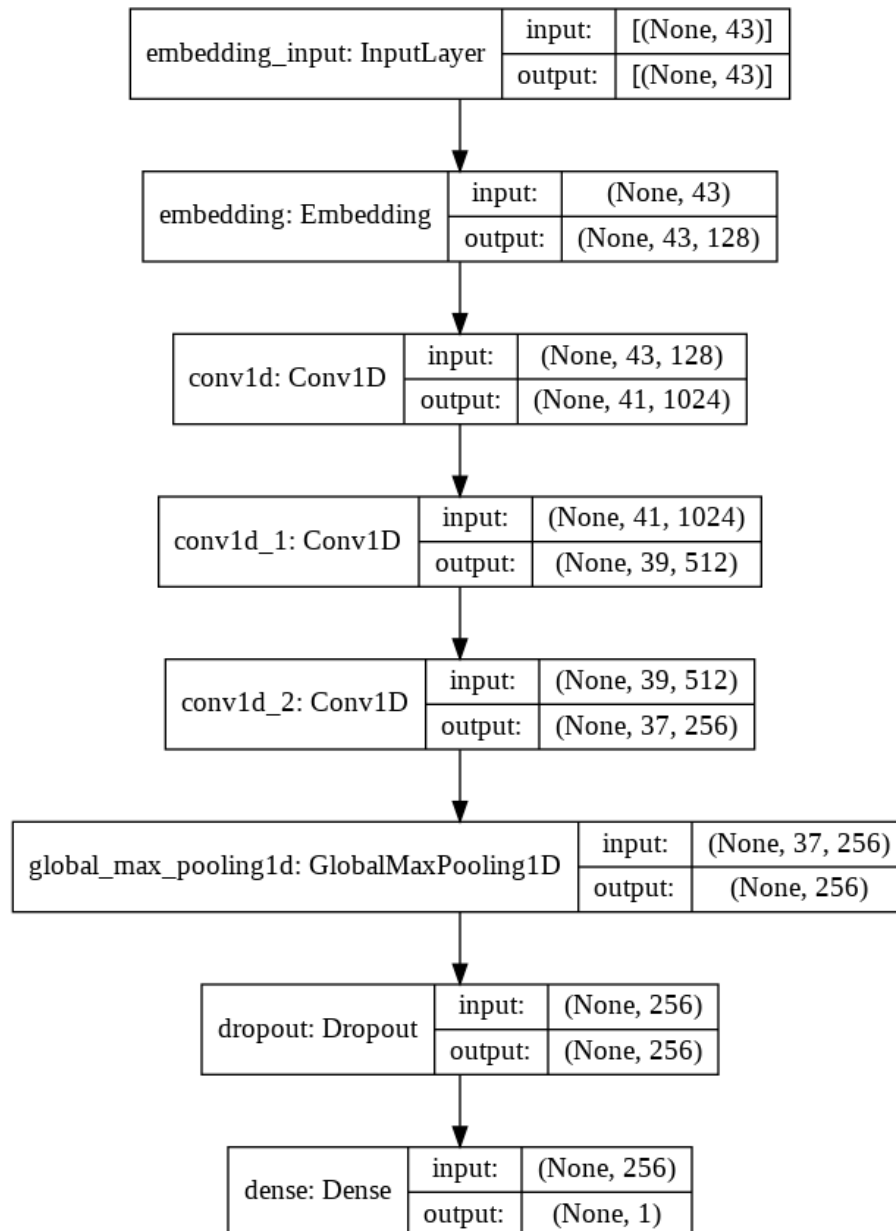 embedding_input: InputLayer
input: [(None, 43)]
output: [(None, 43)]
embedding: Embedding
input: (None, 43)
output: (None, 43, 128)
conv1d: Conv1D
input: (None, 43, 128)
output: (None, 41, 1024)
conv1d_1: Conv1D
input: (None, 41, 1024)
output: (None, 39, 512)
conv1d_2: Conv1D
input: (None, 39, 512)
output: (None, 37, 256)
global_max_pooling1d: GlobalMaxPooling1D
input: (None, 37, 256)
output: (None, 256)
dropout: Dropout
input: (None, 256)
output: (None, 256)
dense: Dense
input: (None, 256)
output: (None, 1)